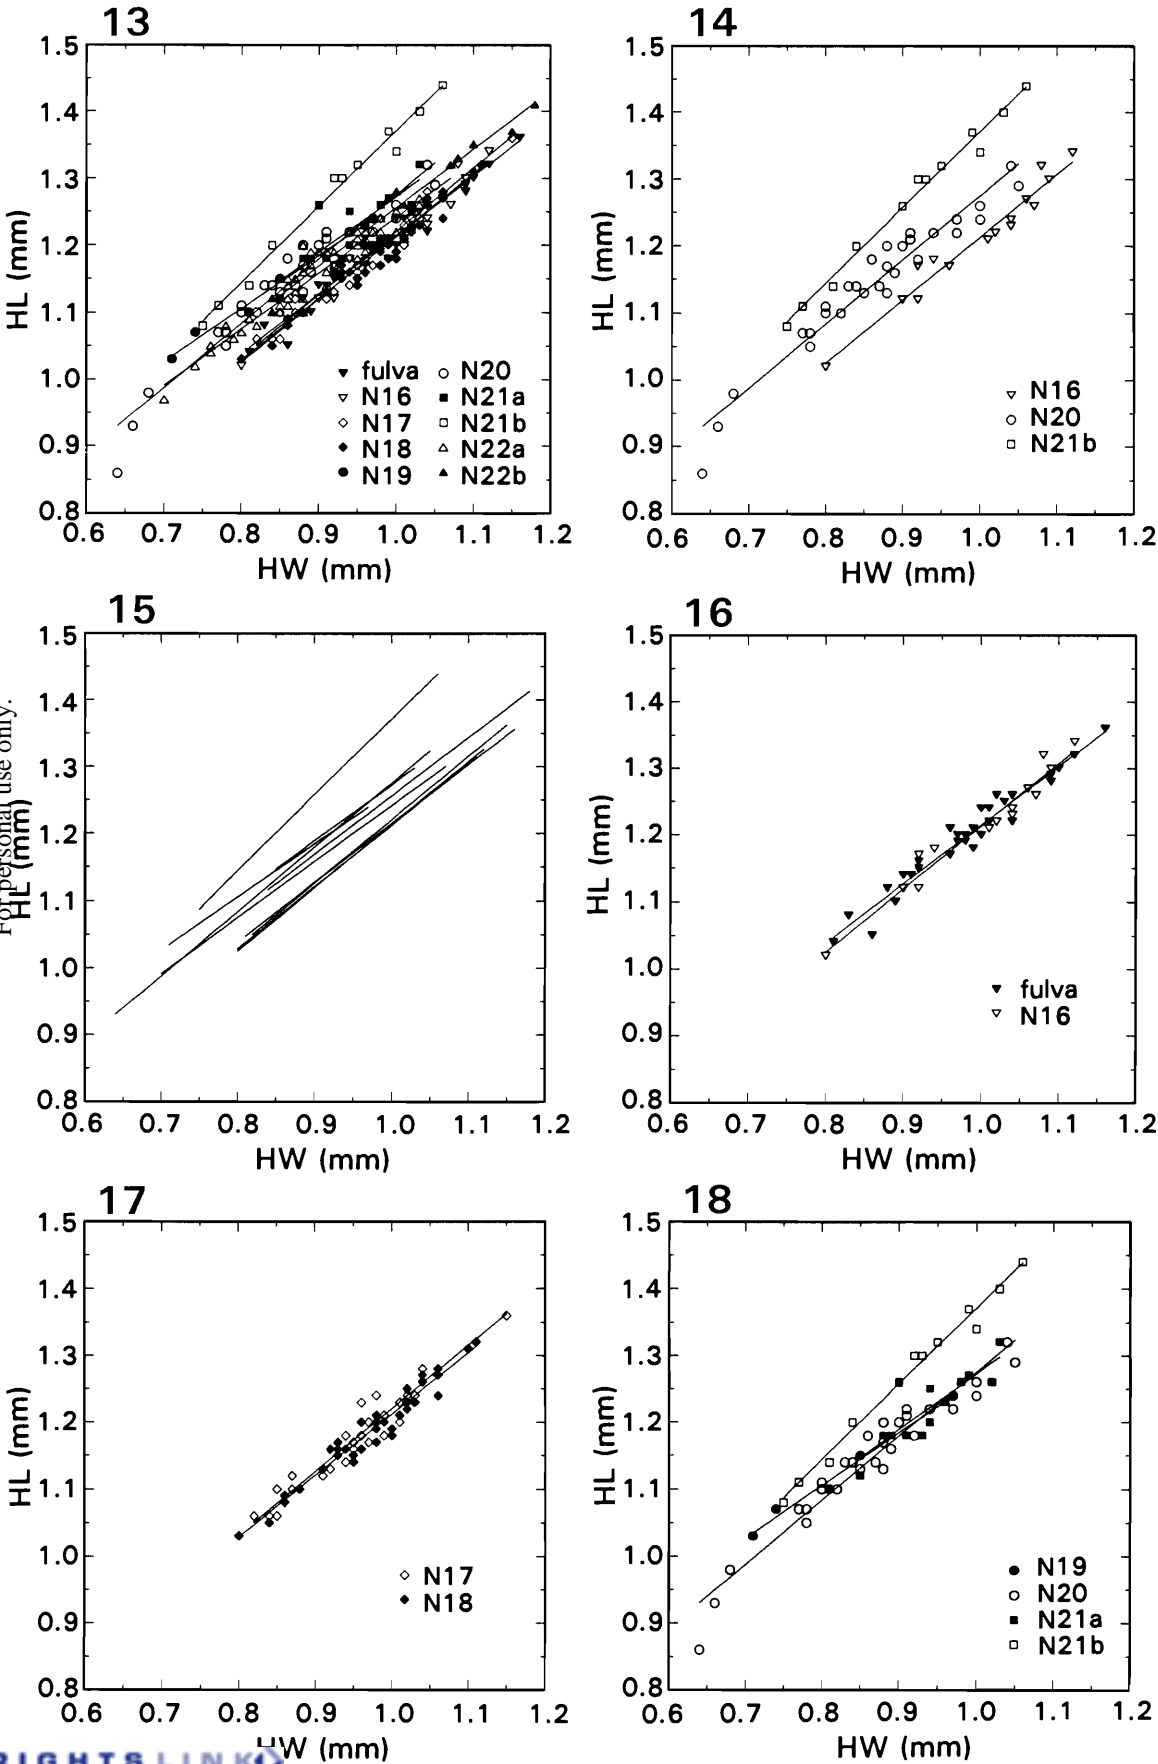 13
1.5
1.4
1.3
1.2
1.1
1.0
0.9
0.8
HL (mm)
fulva N20
N16 N21a
N17 N21b
N18 N22a
N19 N22b
0.6 0.7 0.8 0.9 1.0 1.1 1.2
HW (mm)
14
1.5
1.4
1.3
1.2
1.1
1.0
0.9
0.8
HL (mm)
N16
N20
N21b
0.6 0.7 0.8 0.9 1.0 1.1 1.2
HW (mm)
15
1.5
1.4
1.3
1.2
1.1
1.0
0.9
0.8
HL (mm)
For personal use only.
0.6 0.7 0.8 0.9 1.0 1.1 1.2
HW (mm)
16
1.5
1.4
1.3
1.2
1.1
1.0
0.9
0.8
HL (mm)
fulva
N16
0.6 0.7 0.8 0.9 1.0 1.1 1.2
HW (mm)
17
1.5
1.4
1.3
1.2
1.1
1.0
0.9
0.8
HL (mm)
N17
N18
0.6 0.7 0.8 0.9 1.0 1.1 1.2
HW (mm)
18
1.5
1.4
1.3
1.2
1.1
1.0
0.9
0.8
HL (mm)
N19
N20
N21a
N21b
0.6 0.7 0.8 0.9 1.0 1.1 1.2
HW (mm)
RIGHTSLINK